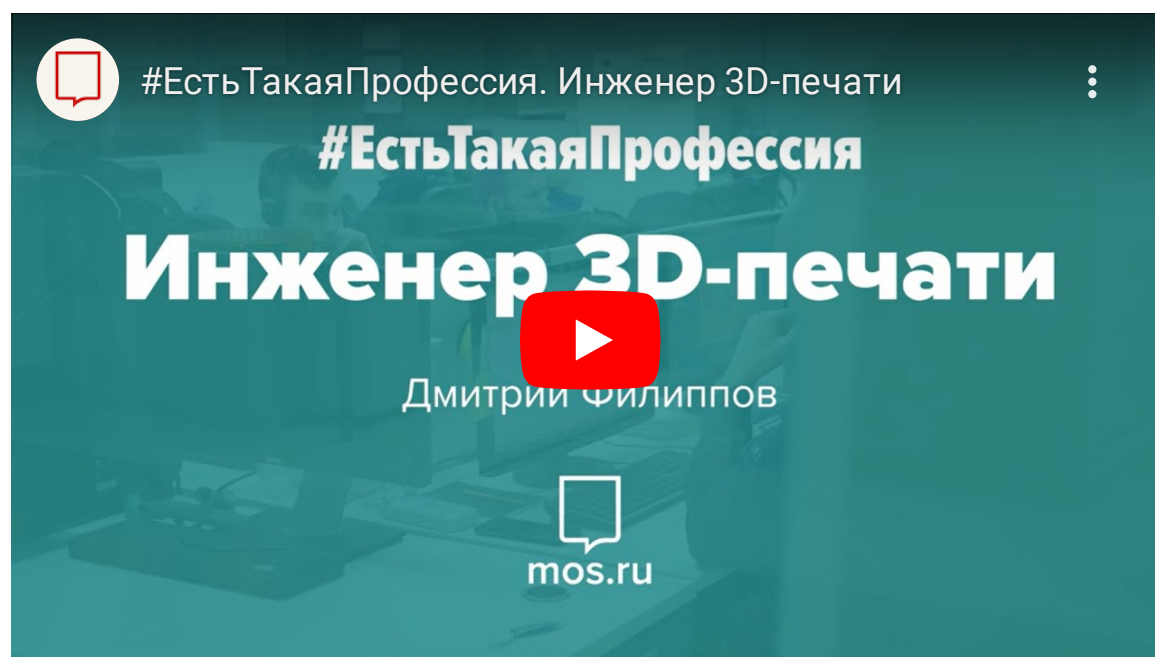 #ЕстьТакаяПрофессия. Инженер 3D-печати
#ЕстьТакаяПрофессия
Инженер 3D-печати
Дмитрий Филиппов
mos.ru